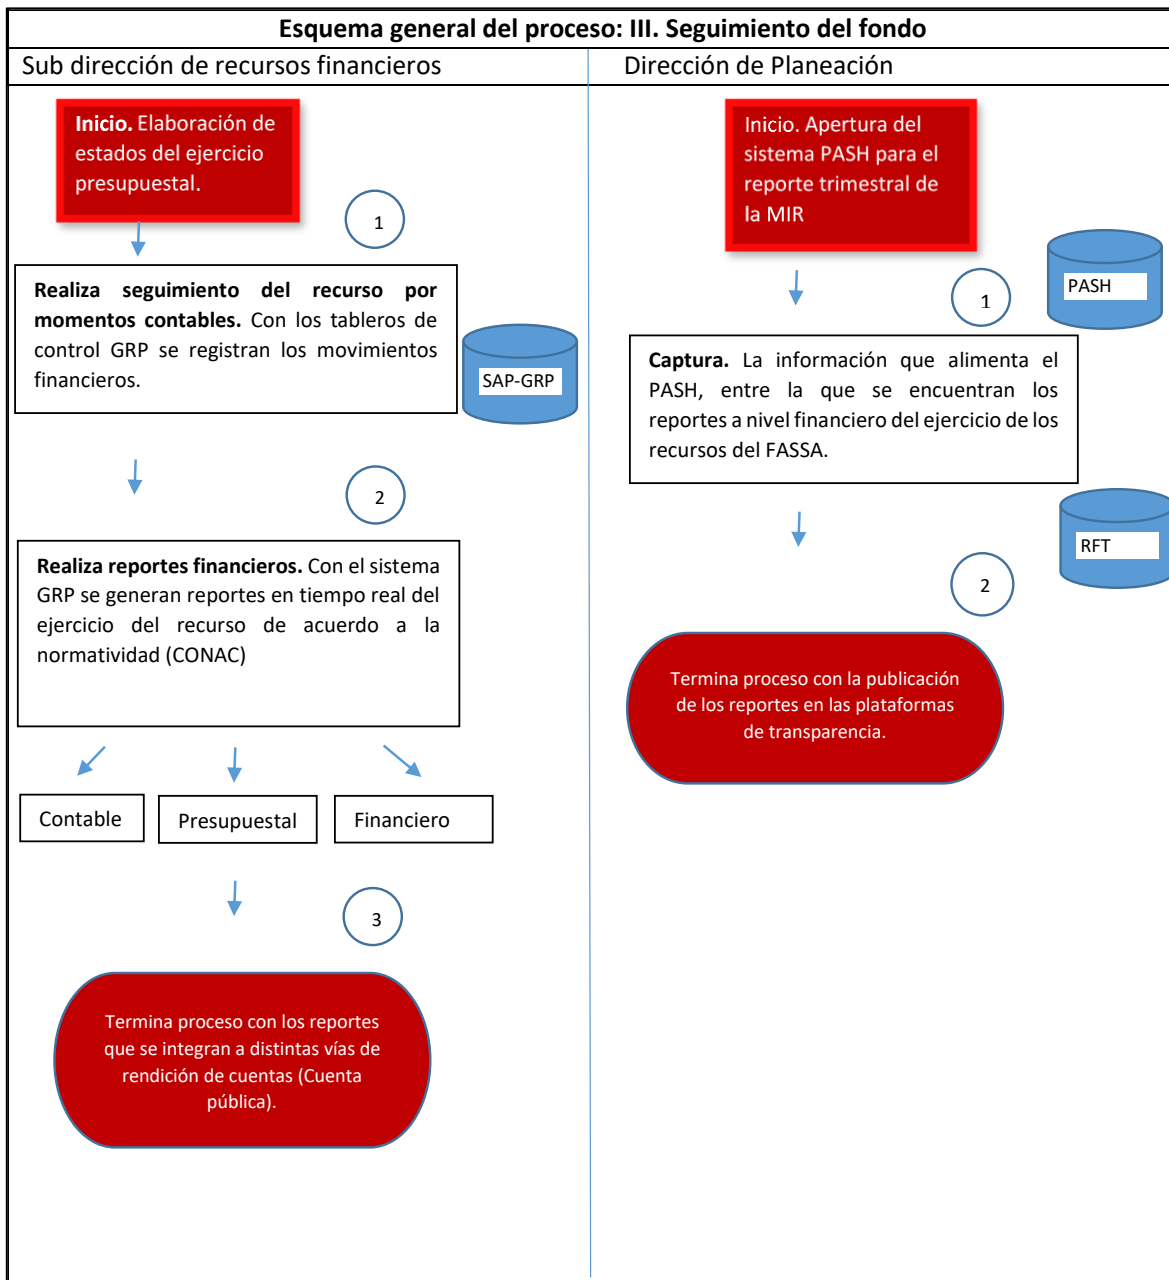 Esquema general del proceso: III. Seguimiento del fondo
Sub dirección de recursos financieros
Inicio. Elaboración de
estados del ejercicio
presupuestal.
1
Realiza seguimiento del recurso por
momentos contables. Con los tableros de
control GRP se registran los movimientos
financieros.
SAP-GRP
2
Realiza reportes financieros. Con el sistema
GRP se generan reportes en tiempo real del
ejercicio del recurso de acuerdo a la
normatividad (CONAC)
Contable
Presupuestal
Financiero
3
Termina proceso con los reportes
que se integran a distintas vías de
rendición de cuentas (Cuenta
pública).
Dirección de Planeación
Inicio. Apertura del
sistema PASH para el
reporte trimestral de
la MIR
PASH
1
Captura. La información que alimenta el
PASH, entre la que se encuentran los
reportes a nivel financiero del ejercicio de los
recursos del FASSA.
RFT
2
Termina proceso con la publicación
de los reportes en las plataformas
de transparencia.